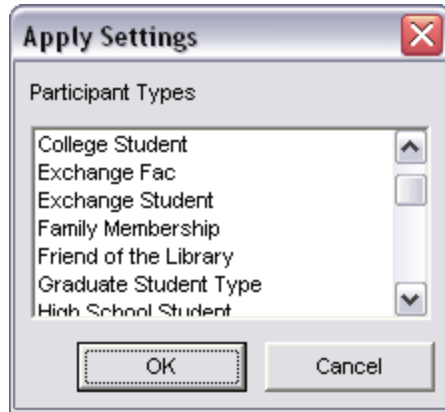 Apply Settings
Participant Types
College Student
Exchange Fac
Exchange Student
Family Membership
Friend of the Library
Graduate Student Type
High School Student
OK
Cancel